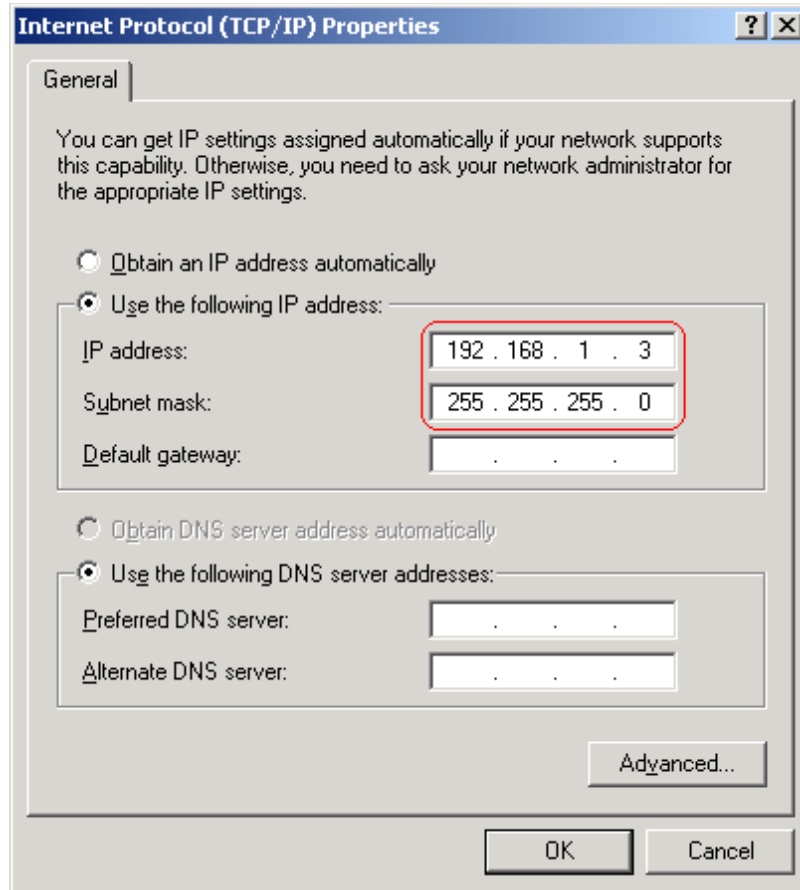 Internet Protocol (TCP/IP) Properties
General
You can get IP settings assigned automatically if your network supports
this capability. Otherwise, you need to ask your network administrator for
the appropriate IP settings.
Obtain an IP address automatically
Use the following IP address:
IP address: 192 . 168 . 1 . 3
Subnet mask: 255 . 255 . 255 . 0
Default gateway: . . .
Obtain DNS server address automatically
Use the following DNS server addresses:
Preferred DNS server: . . .
Alternate DNS server: . . .
Advanced...
OK Cancel